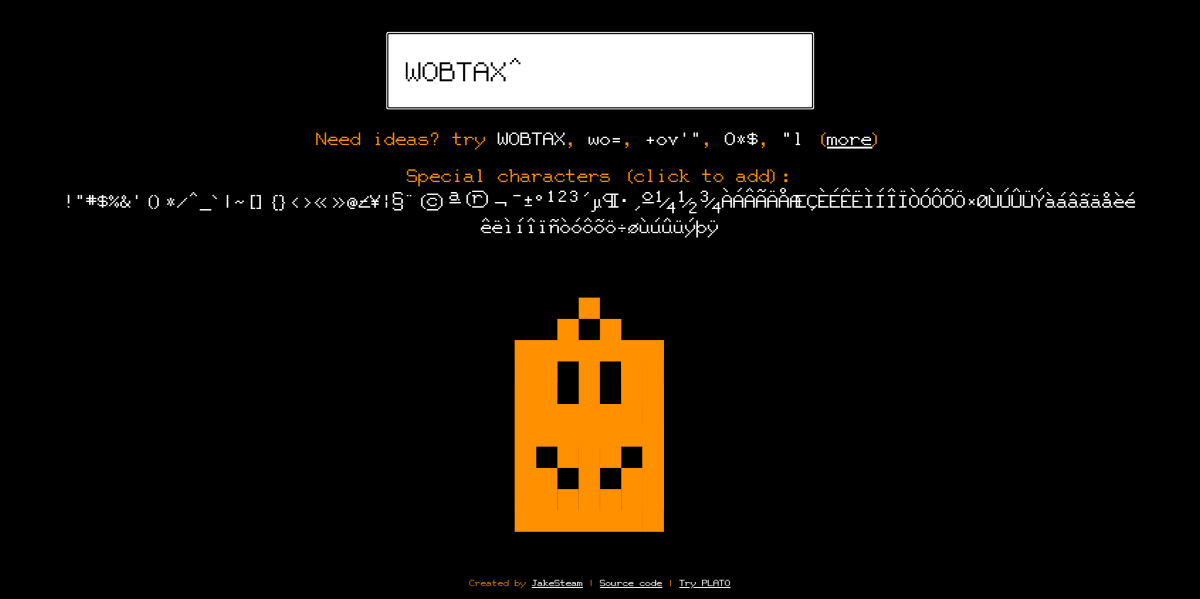 WOBTAX^
Need ideas? try WOBTAX, wo=, +ov'", O*$, "l (more)
Special characters (click to add):
!"#$%&'()*/^_`|~[]{}<>«»@∠¥¦§¨©ªⓡ¬¯±°¹²³´µ¶·¸º¼½¾ÀÁÂÃÄÅÆÇÈÉÊËÌÍÎÏÒÓÔÕÖ×ØÙÚÛÜÝàáâãäåèé
êëìíîïñòóôõö÷øùúûüýþÿ
Created by JakeSteam | Source code | Try PLATO